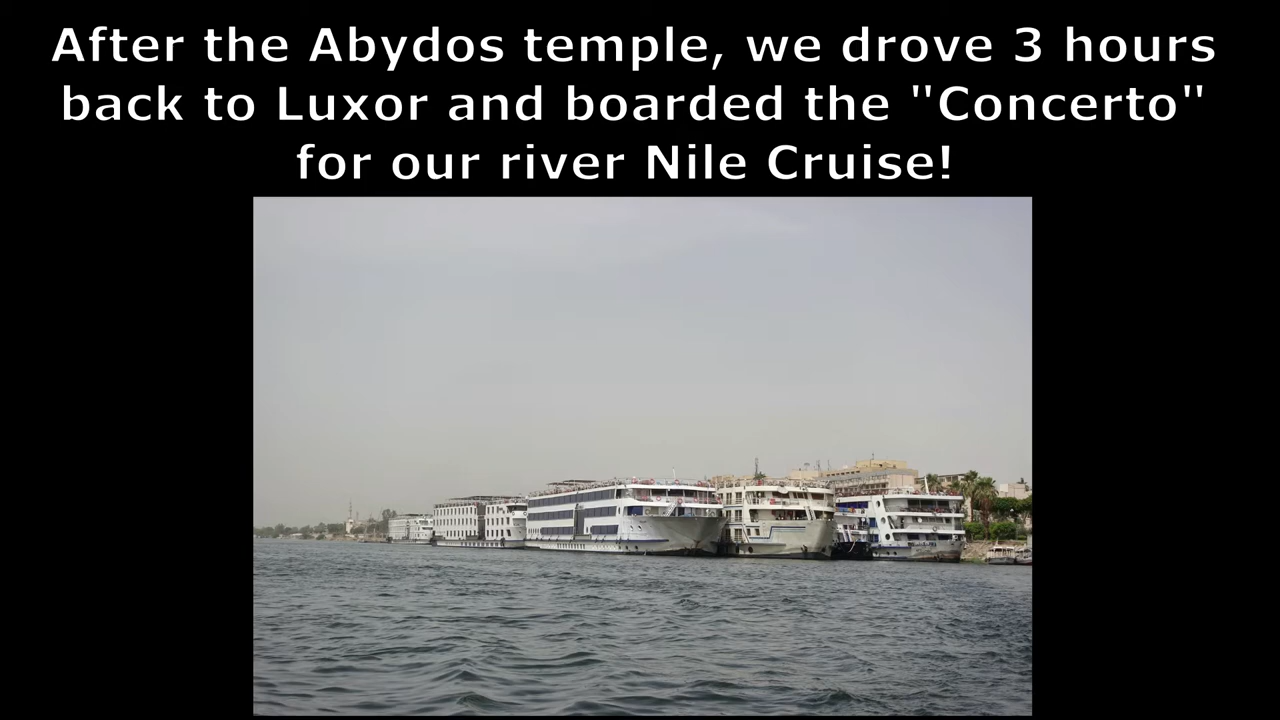 After the Abydos temple, we drove 3 hours
back to Luxor and boarded the "Concerto"
for our river Nile Cruise!